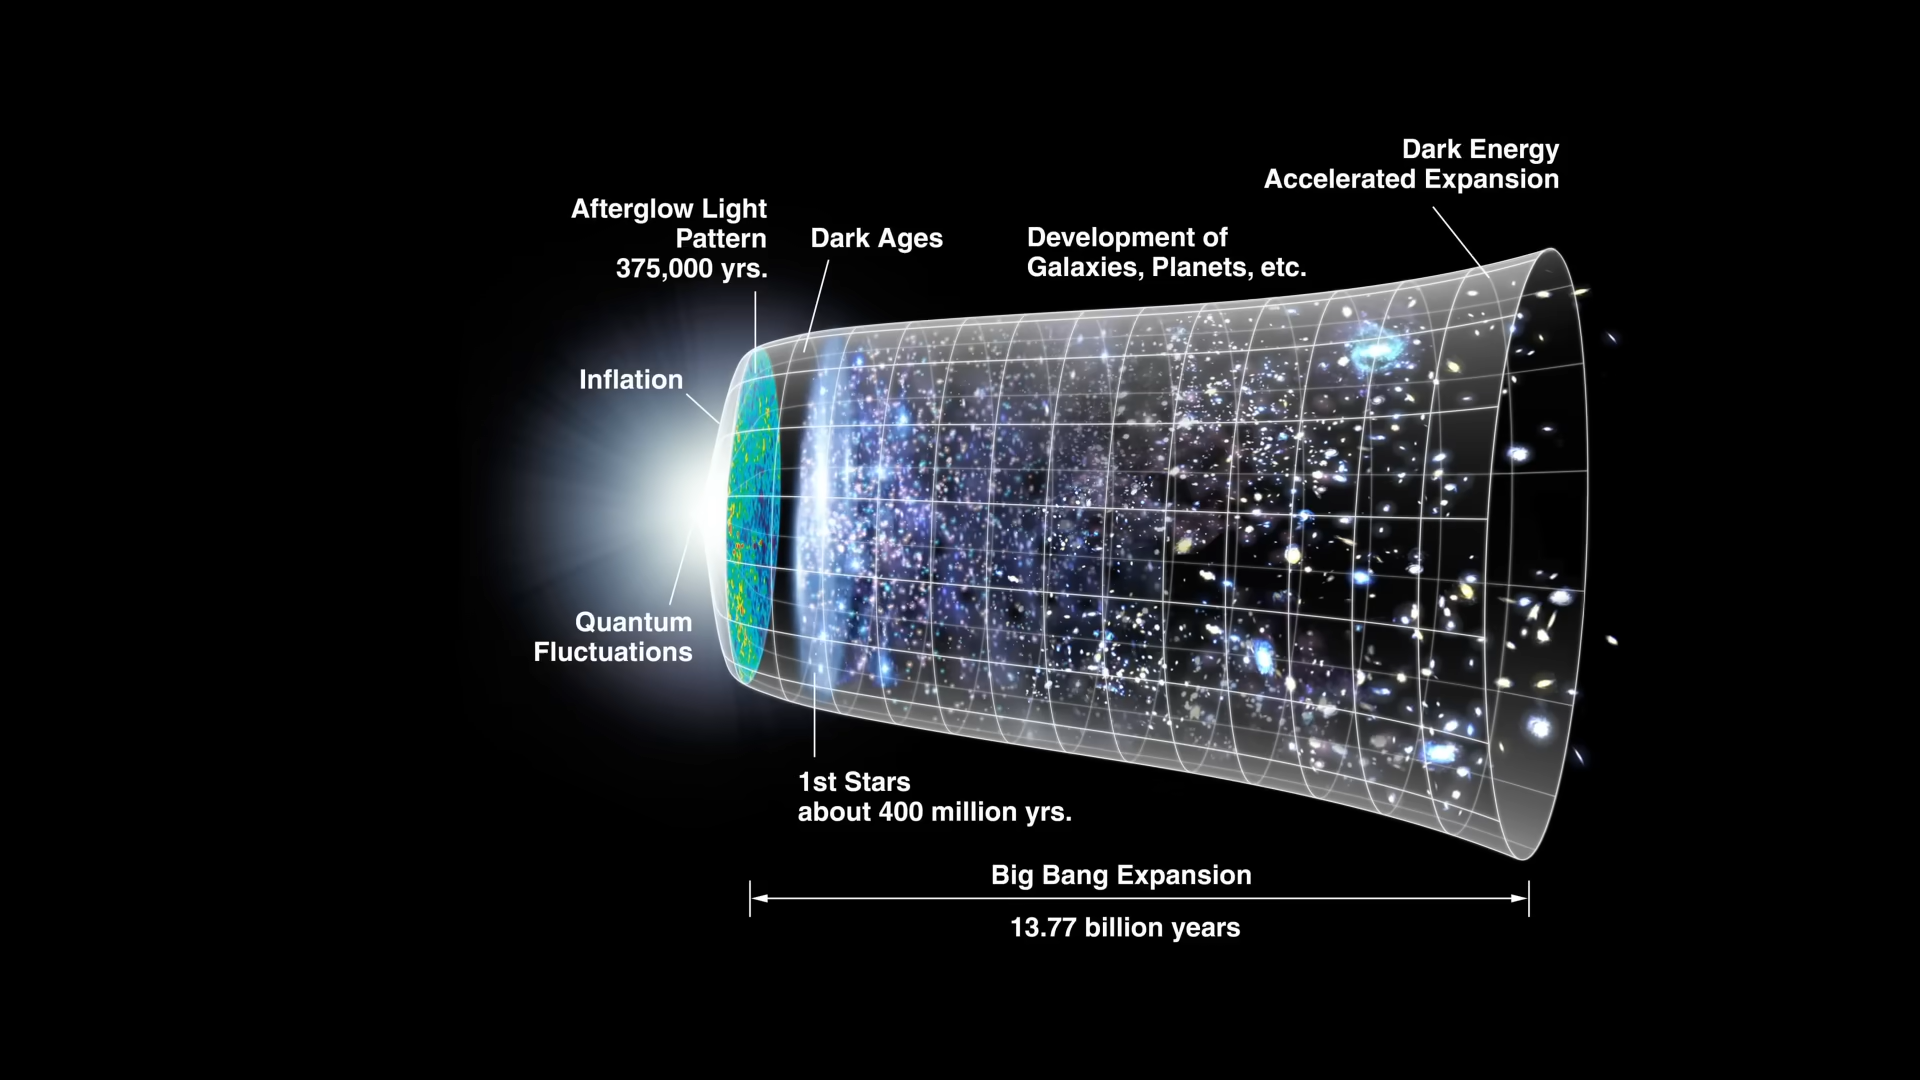 Dark Energy
Accelerated Expansion
Afterglow Light
Pattern
375,000 yrs.
Dark Ages
Development of
Galaxies, Planets, etc.
Inflation
Quantum
Fluctuations
1st Stars
about 400 million yrs.
Big Bang Expansion
13.77 billion years